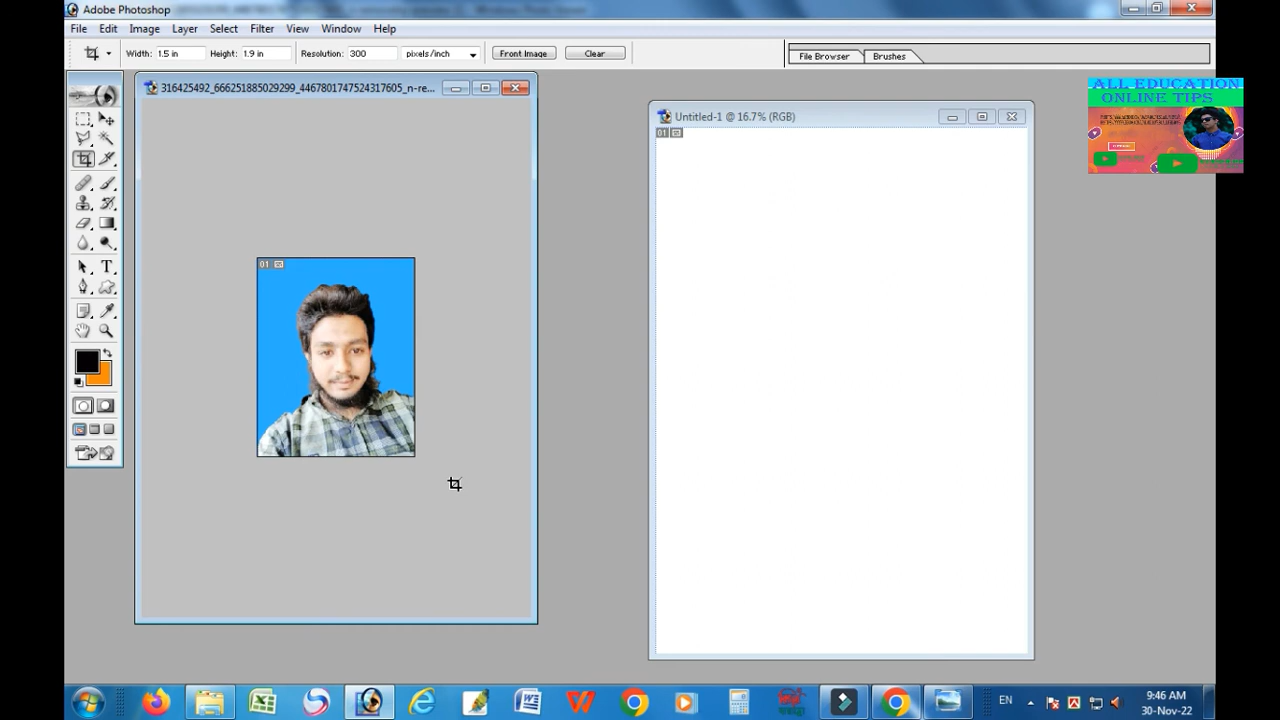 Adobe Photoshop
File Edit Image Layer Select Filter View Window Help
Width: 1.5 in Height: 1.9 in Resolution: 300 pixels/inch Front Image Clear File Browser Brushes
316425492_666251885029299_4467801747524317605_n-re...
Untitled-1 @ 16.7% (RGB)
ALL EDUCATION
ONLINE TIPS
01
01
T
EN
9:46 AM
30-Nov-22